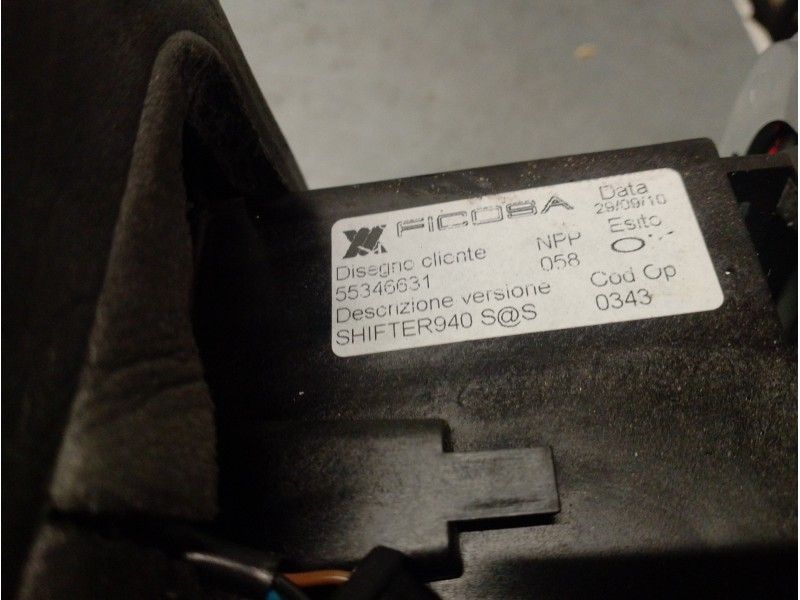 FICOSA
Data
29/09/10
Disegno cliente
NPP
Esito
55346631
058
Descrizione versione
Cod Op
SHIFTER940 S@S
0343